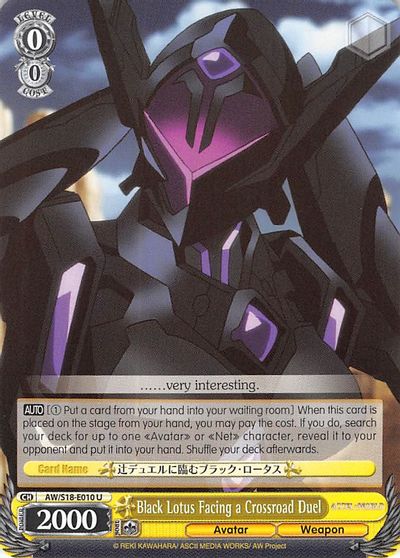 LEVEL
0
0
COST
……very interesting.
AUTO [① Put a card from your hand into your waiting room] When this card is
placed on the stage from your hand, you may pay the cost. If you do, search
your deck for up to one «Avatar» or «Net» character, reveal it to your
opponent and put it into your hand. Shuffle your deck afterwards.
Card Name 辻デュエルに臨むブラック・ロータス
CH AW/S18-E010 U Black Lotus Facing a Crossroad Duel ACCEL WORLD
POWER 2000 SOUL Avatar Weapon
© REKI KAWAHARA/ ASCII MEDIA WORKS/ AW Project